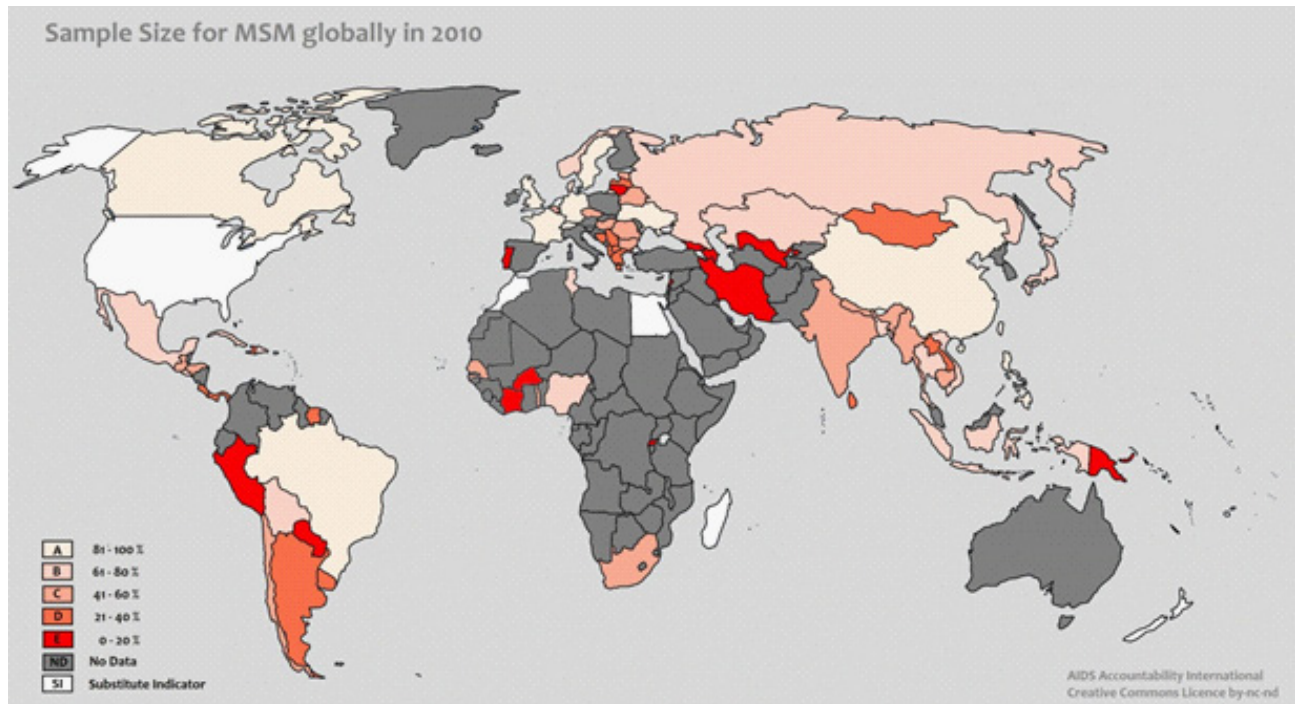 Sample Size for MSM globally in 2010
A 81 - 100 %
B 61 - 80 %
C 41 - 60 %
D 21 - 40 %
E 0 - 20 %
ND No Data
SI Substitute Indicator
AIDS Accountability International
Creative Commons Licence by-nc-nd